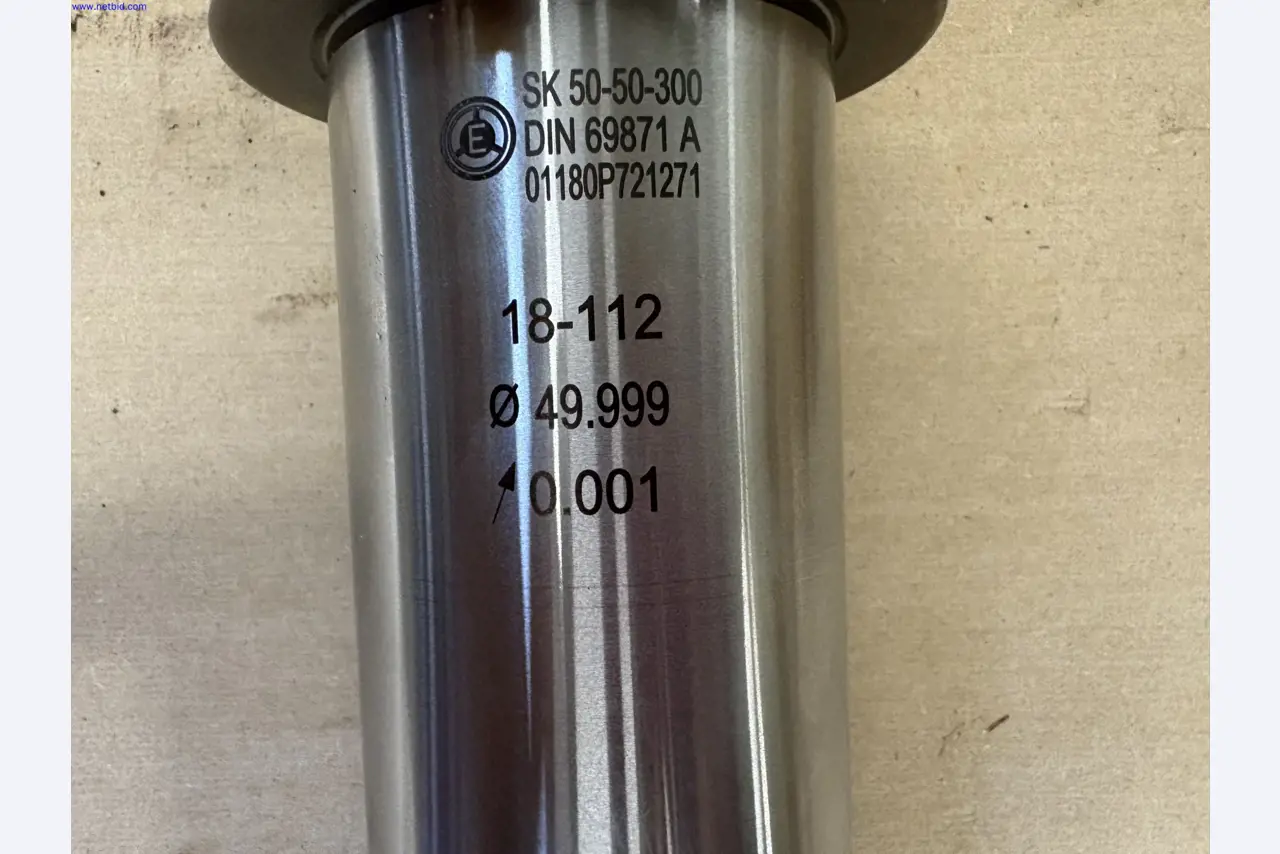 www.netbid.com
SK 50-50-300
E
DIN 69871 A
01180P721271
18-112
Ø 49.999
↗0.001